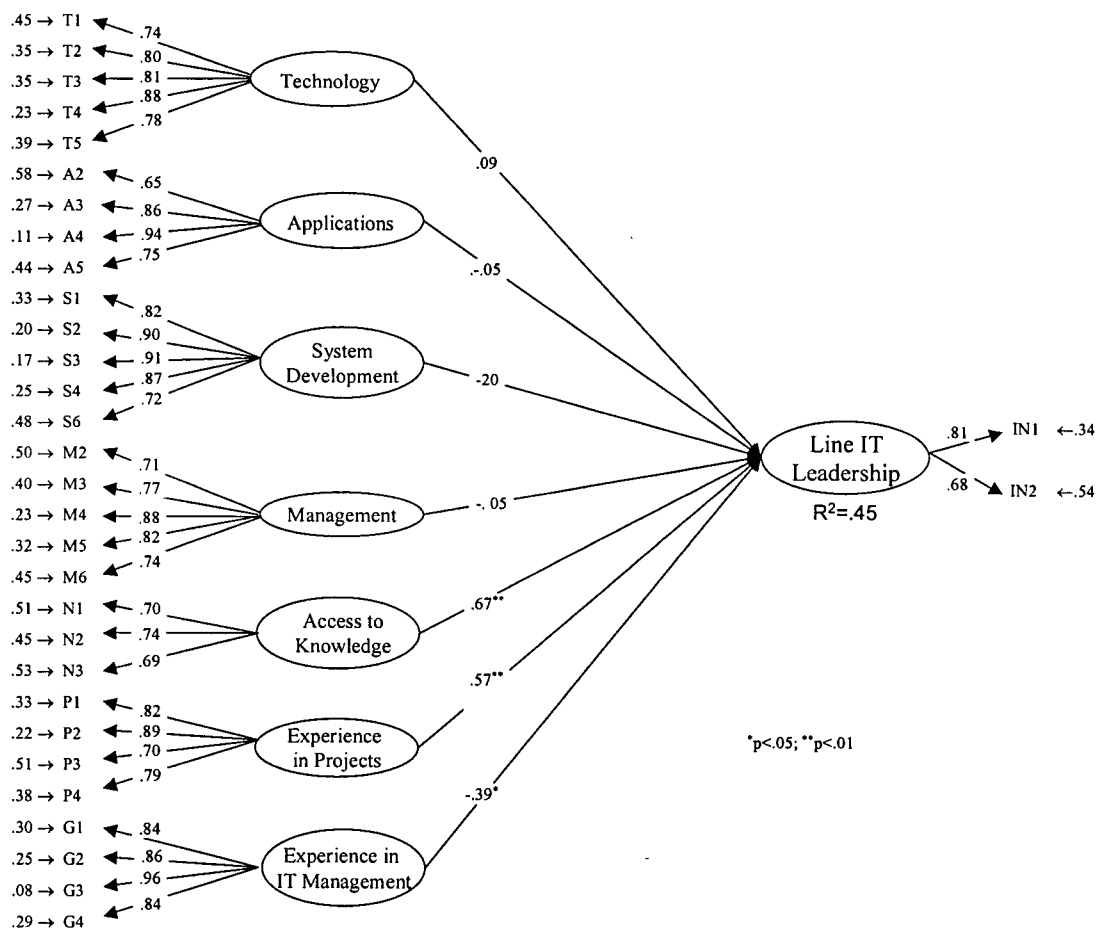 .45 → T1
.74
.35 → T2
.80
.35 → T3
.81
.23 → T4
.88
.39 → T5
.78
Technology
.09
.58 → A2
.65
.27 → A3
.86
.11 → A4
.94
.44 → A5
.75
Applications
.-.05
.33 → S1
.82
.20 → S2
.90
.17 → S3
.91
.25 → S4
.87
.48 → S6
.72
System
Development
-20
.50 → M2
.71
.40 → M3
.77
.23 → M4
.88
.32 → M5
.82
.45 → M6
.74
Management
-. 05
.51 → N1
.70
.45 → N2
.74
.53 → N3
.69
Access to
Knowledge
.67**
.33 → P1
.82
.22 → P2
.89
.51 → P3
.70
.38 → P4
.79
Experience
in Projects
.57**
.30 → G1
.84
.25 → G2
.86
.08 → G3
.96
.29 → G4
.84
Experience in
IT Management
-.39*
Line IT
Leadership
R²=.45
.81
IN1 ←.34
.68
IN2 ←.54
*p<.05; **p<.01